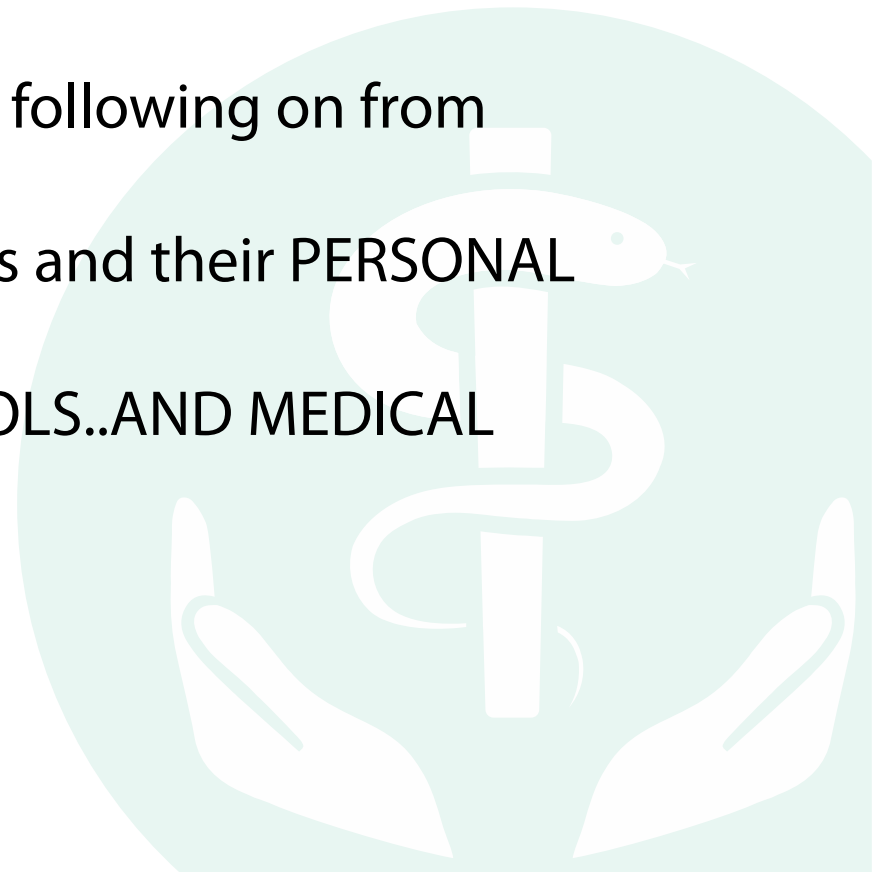 following on from
s and their PERSONAL
OLS..AND MEDICAL